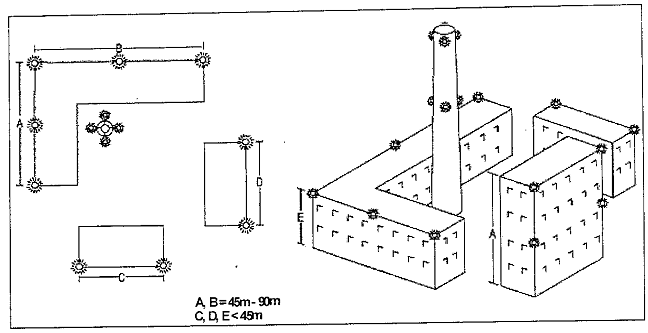 B
A
D
C
E
A
A, B = 45m - 90m
C, D, E < 45m